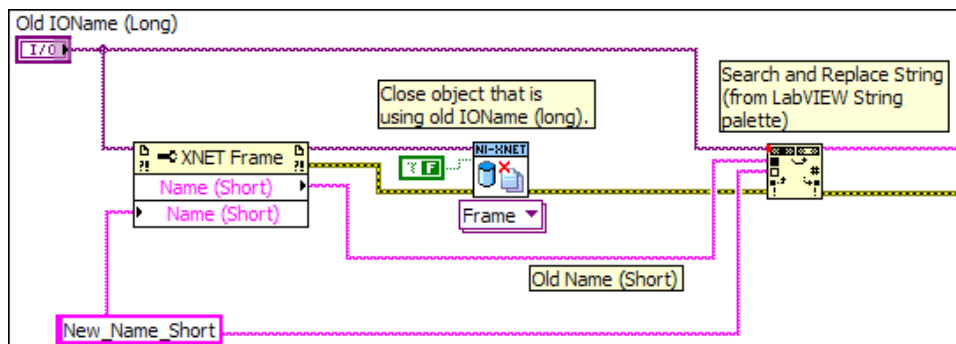 Old IOName (Long)
I/O
Close object that is
using old IOName (long).
Search and Replace String
(from LabVIEW String
palette)
XNET Frame
Name (Short)
Name (Short)
? F
NI-XNET
Frame
Old Name (Short)
New_Name_Short